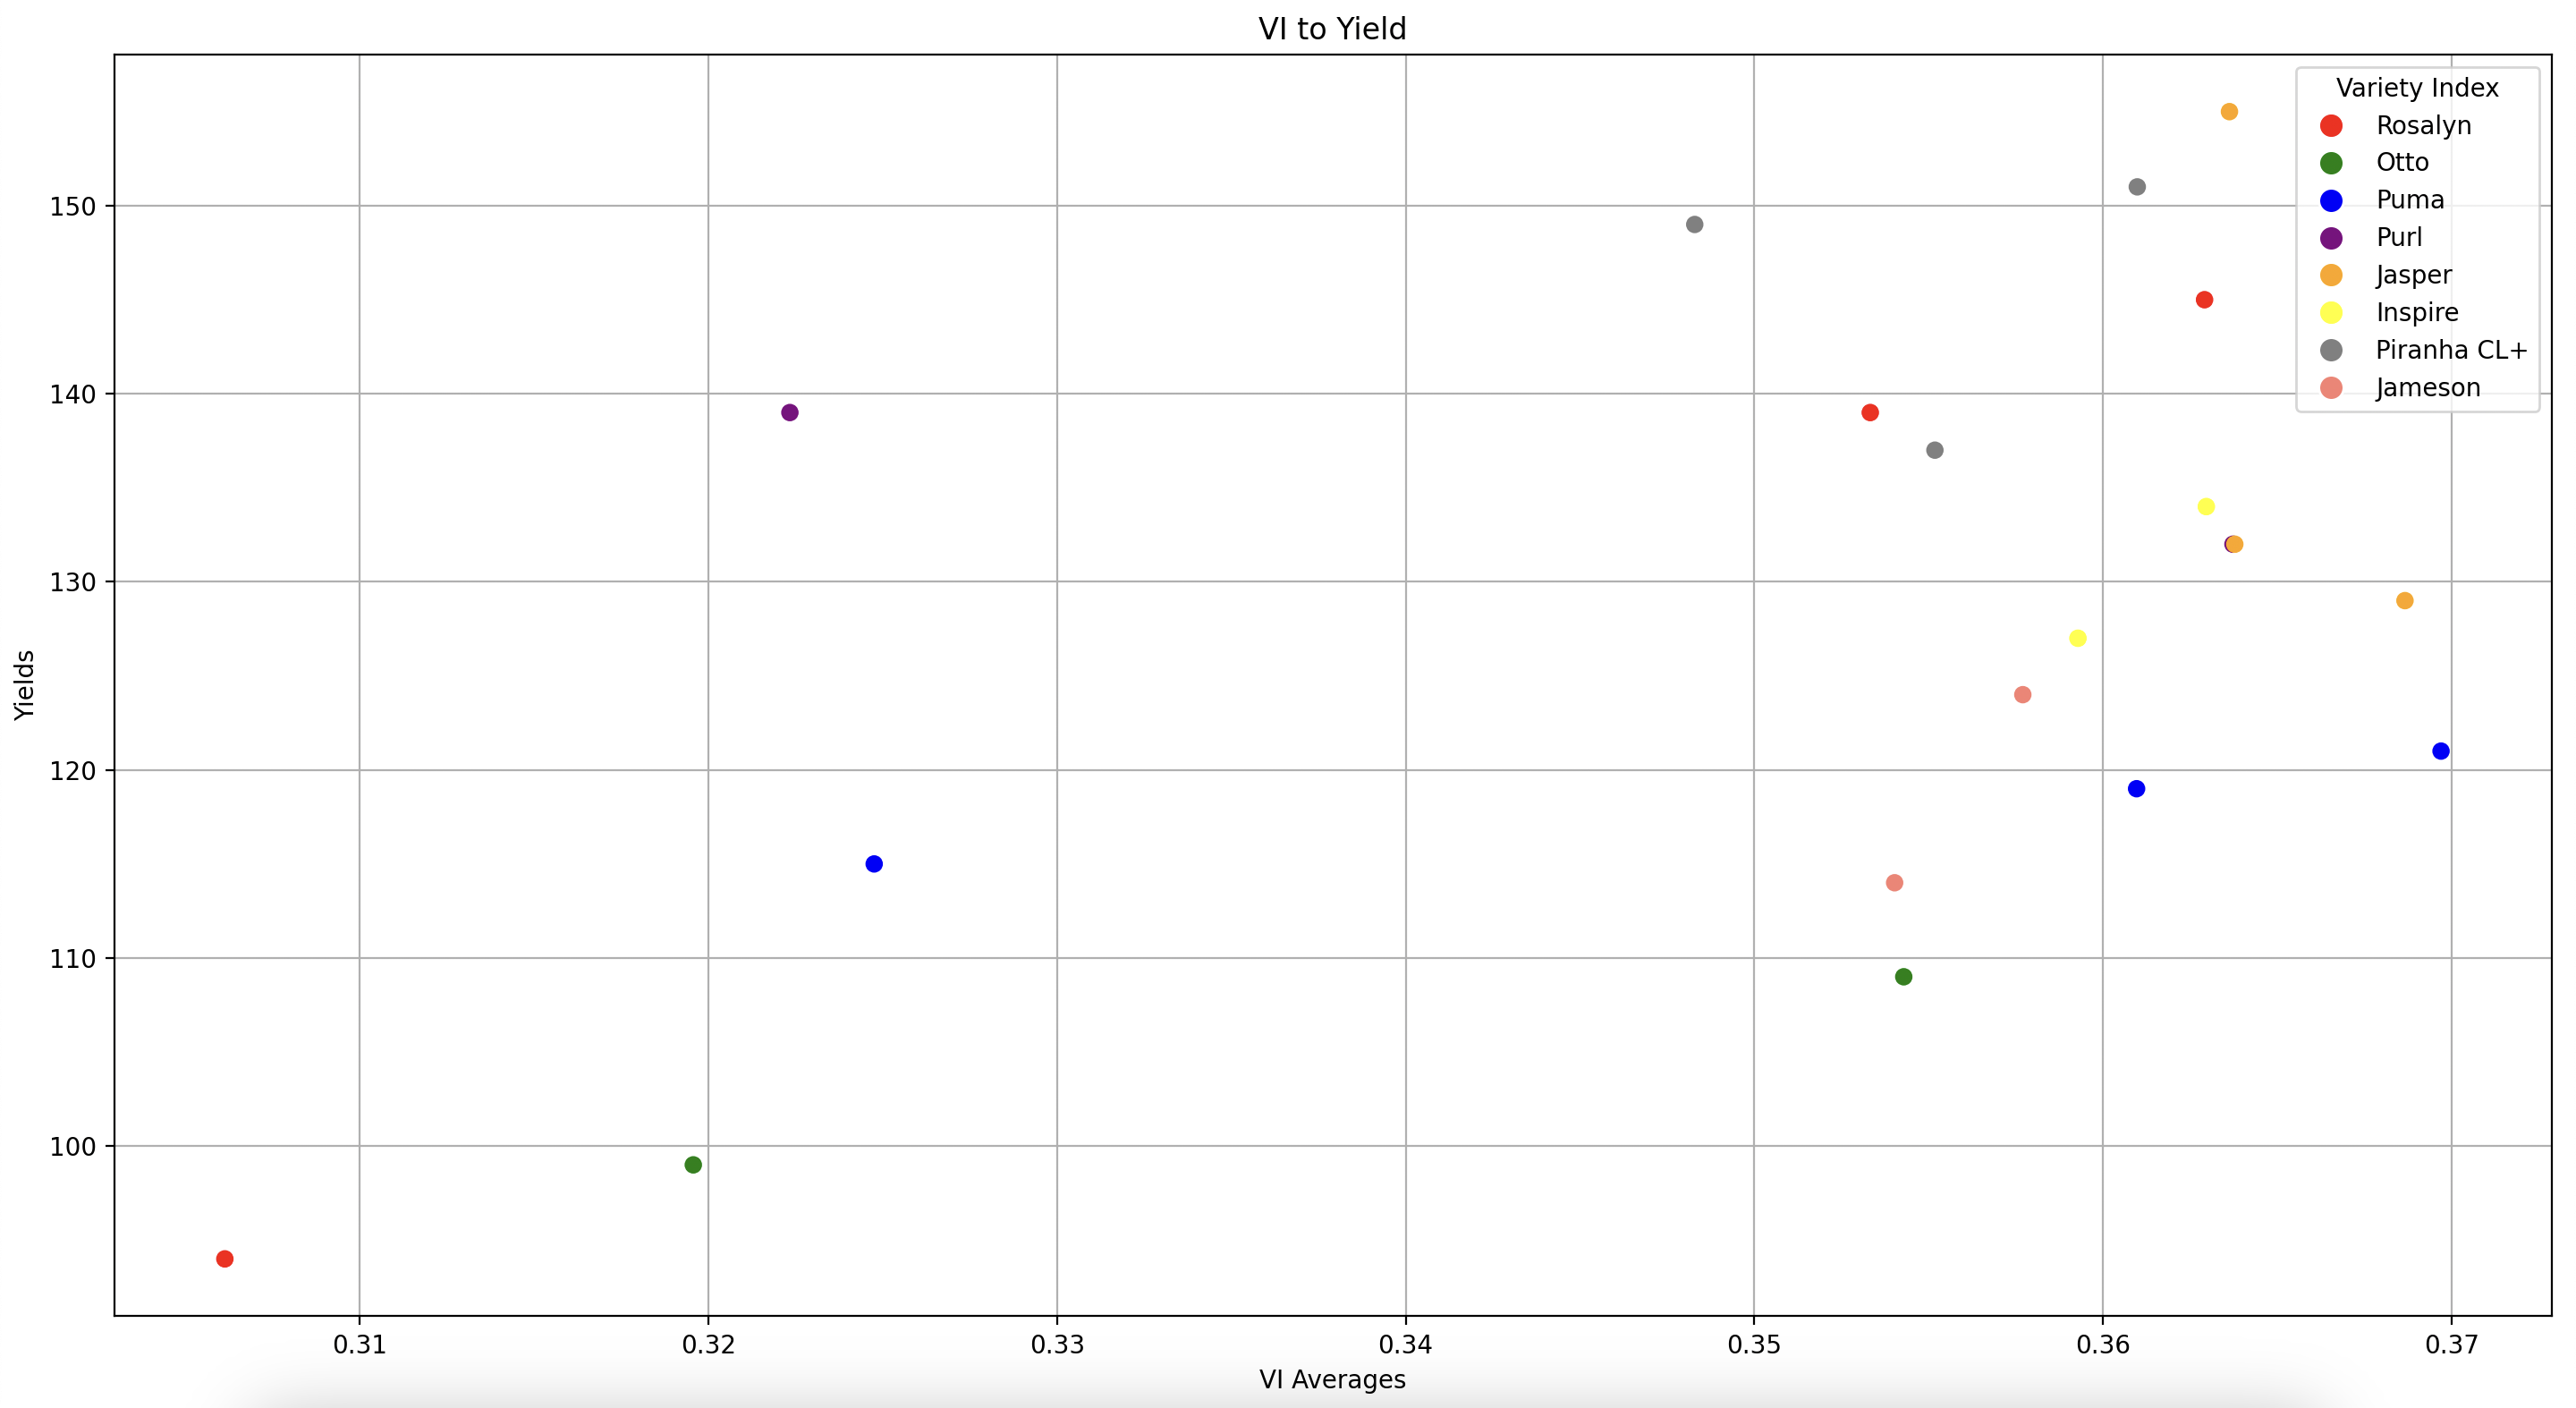 VI to Yield
Variety Index
Rosalyn
Otto
Puma
Purl
Jasper
Inspire
Piranha CL+
Jameson
150
140
130
120
110
100
Yields
0.31 0.32 0.33 0.34 0.35 0.36 0.37
VI Averages